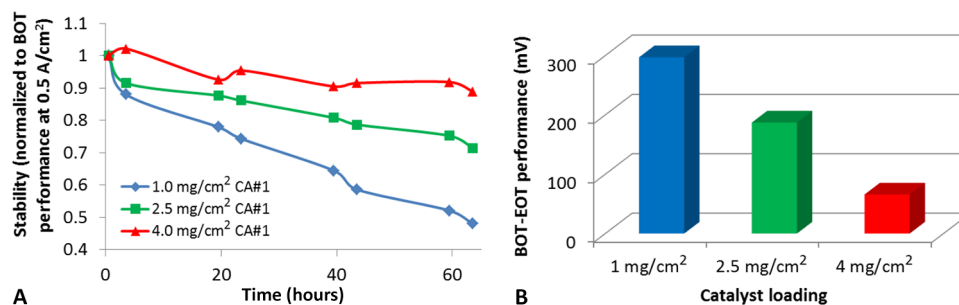 Stability (normalized to BOT
performance at 0.5 A/cm²)
1.1
1
0.9
0.8
0.7
0.6
0.5
0.4
1.0 mg/cm² CA#1
2.5 mg/cm² CA#1
4.0 mg/cm² CA#1
0
20
40
60
Time (hours)
A
BOT-EOT performance (mV)
300
200
100
0
1 mg/cm²
2.5 mg/cm²
4 mg/cm²
Catalyst loading
B